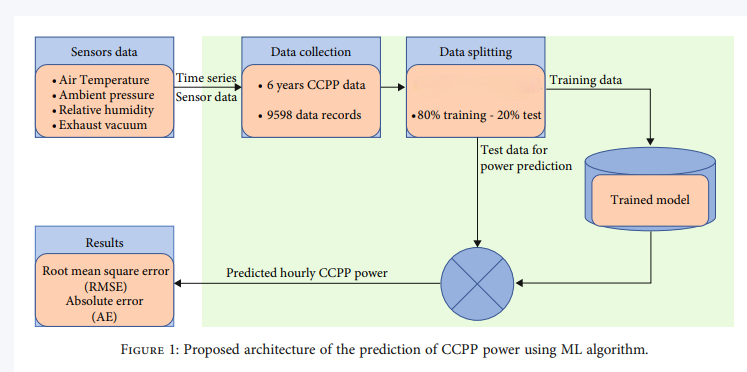 Sensors data
• Air Temperature
• Ambient pressure
• Relative humidity
• Exhaust vacuum
Time series
Sensor data
Data collection
• 6 years CCPP data
• 9598 data records
Data splitting
•80% training - 20% test
Training data
Test data for
power prediction
Trained model
Predicted hourly CCPP power
Results
Root mean square error
(RMSE)
Absolute error
(AE)
FIGURE 1: Proposed architecture of the prediction of CCPP power using ML algorithm.